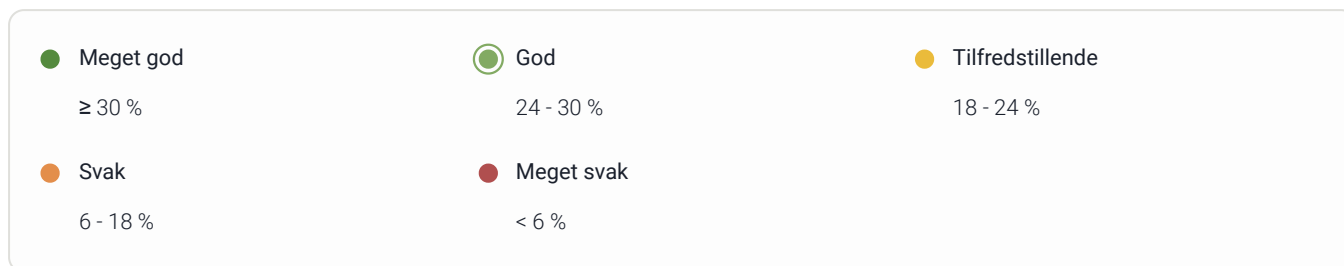 Meget god
≥ 30 %
God
24 - 30 %
Tilfredstillende
18 - 24 %
Svak
6 - 18 %
Meget svak
< 6 %